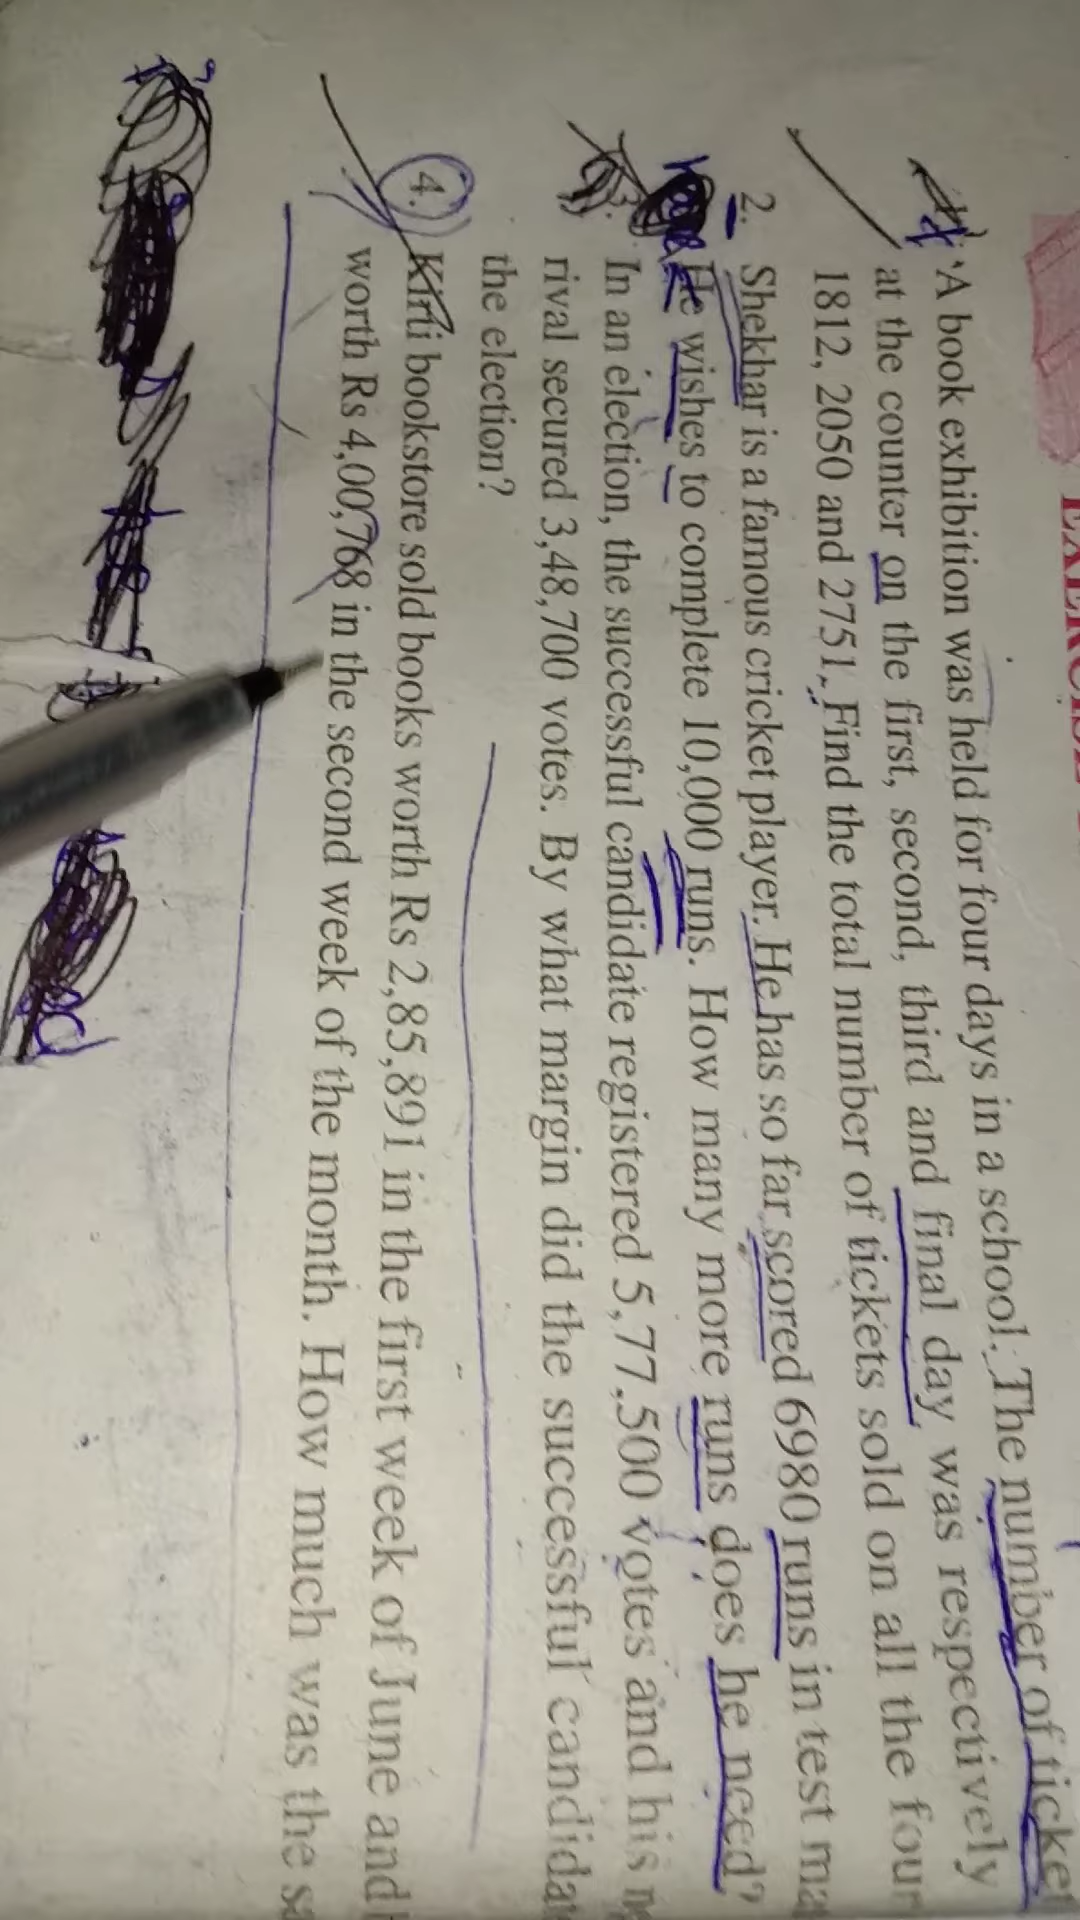 EXERCISE
1. A book exhibition was held for four days in a school. The number of ticket
at the counter on the first, second, third and final day was respectively
1812, 2050 and 2751. Find the total number of tickets sold on all the four
2. Shekhar is a famous cricket player. He has so far scored 6980 runs in test
He wishes to complete 10,000 runs. How many more runs does he need?
3. In an election, the successful candidate registered 5,77,500 votes and his
rival secured 3,48,700 votes. By what margin did the successful
the election?
4. Kirti bookstore sold books worth Rs 2,85,891 in the first week of June and
worth Rs 4,00,768 in the second week of the month. How much was the